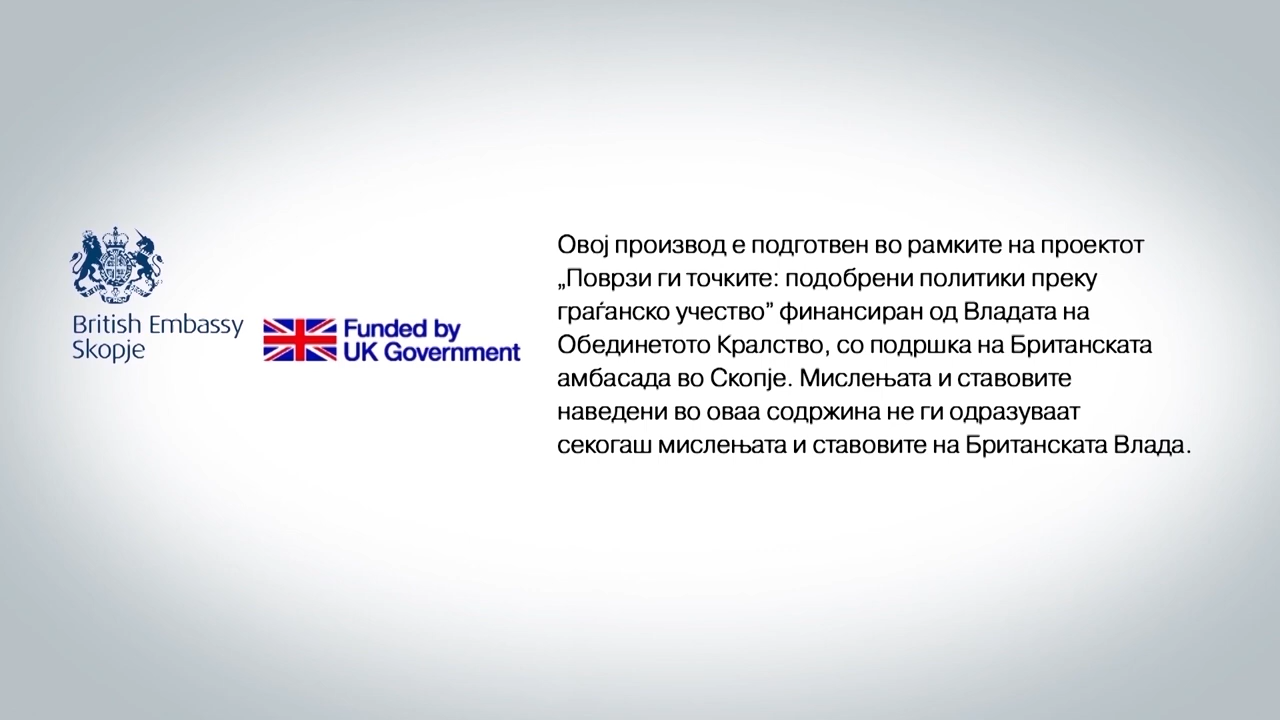 British Embassy
Skopje
Funded by
UK Government
Овој производ е подготвен во рамките на проектот
„Поврзи ги точките: подобрени политики преку
граѓанско учество” финансиран од Владата на
Обединетото Кралство, со подршка на Британската
амбасада во Скопје. Мислењата и ставовите
наведени во оваа содржина не ги одразуваат
секогаш мислењата и ставовите на Британската Влада.